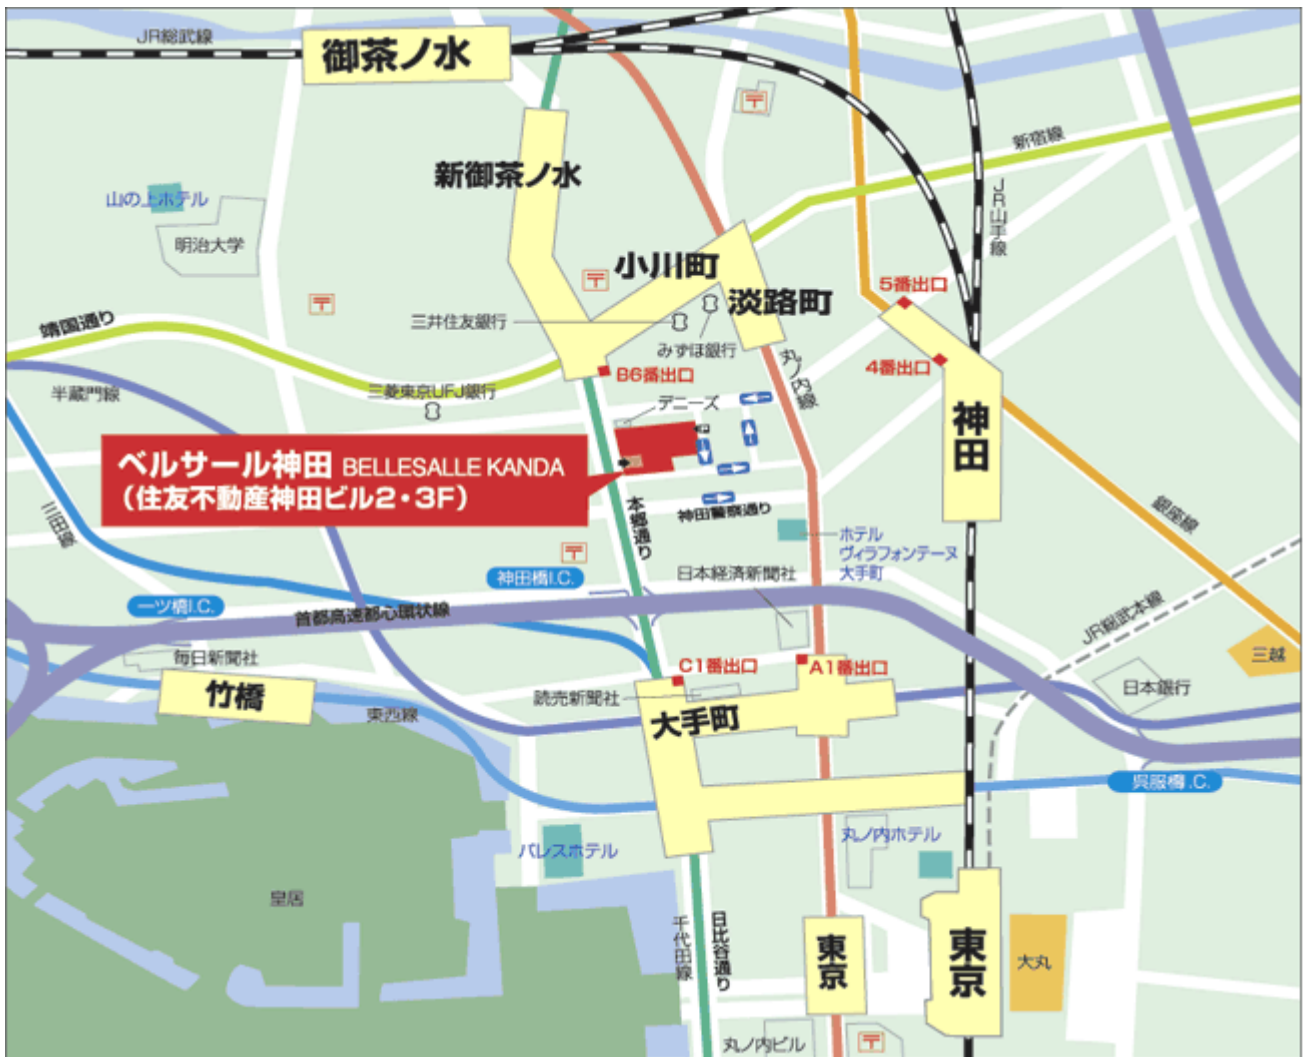 JR総武線
御茶ノ水
新御茶ノ水
新宿線
JR山手線
山の上ホテル
明治大学
小川町
淡路町
5番出口
4番出口
靖国通り
三井住友銀行
みずほ銀行
丸ノ内線
B6番出口
半蔵門線
三菱東京UFJ銀行
デニーズ
神田
ベルサール神田 BELLESALLE KANDA
（住友不動産神田ビル2・3F）
三田線
本郷通り
神田警察通り
銀座線
ホテル
ヴィラフォンテーヌ
大手町
神田橋I.C.
日本経済新聞社
一ツ橋I.C.
首都高速都心環状線
JR総武本線
三越
毎日新聞社
C1番出口
A1番出口
竹橋
読売新聞社
日本銀行
東西線
大手町
呉服橋I.C.
パレスホテル
丸ノ内ホテル
皇居
千代田線
日比谷通り
東京
東京
大丸
丸ノ内ビル